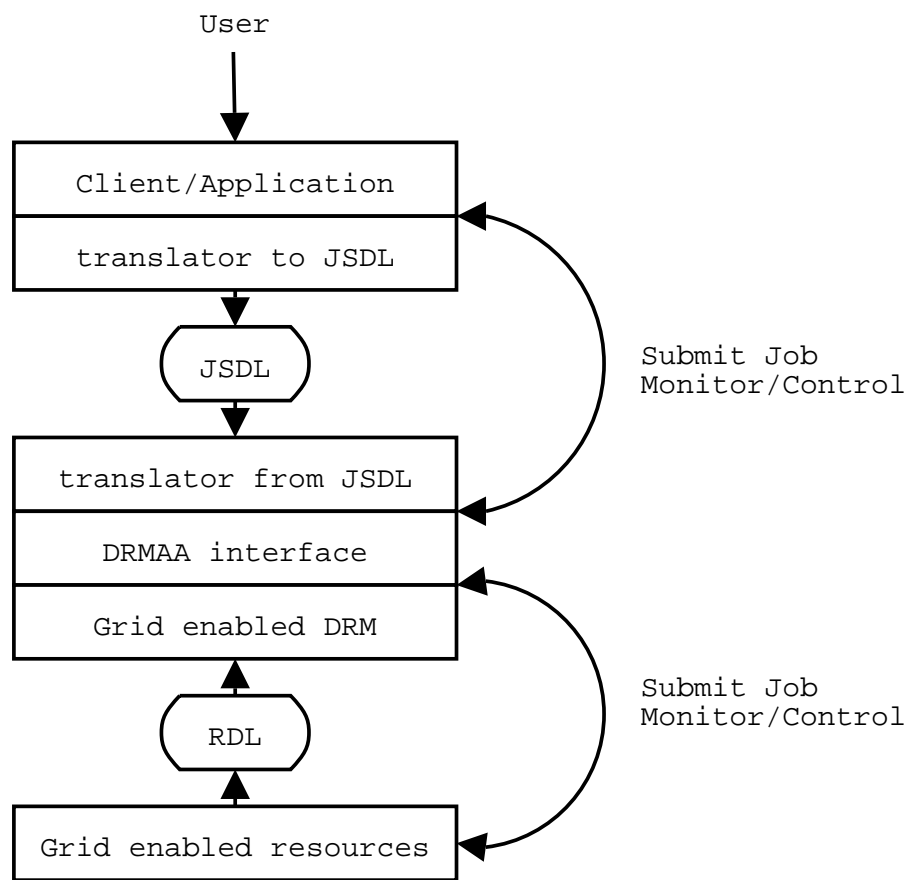 User
Client/Application
translator to JSDL
JSDL
Submit Job
Monitor/Control
translator from JSDL
DRMAA interface
Grid enabled DRM
Submit Job
Monitor/Control
RDL
Grid enabled resources